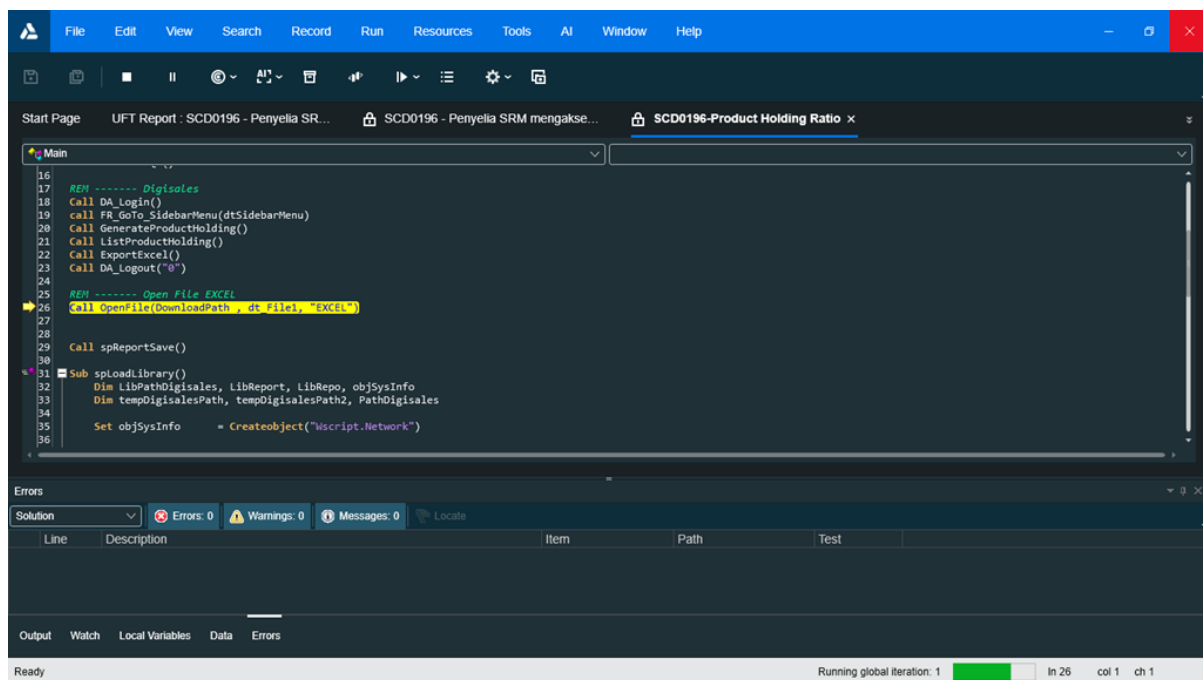 File Edit View Search Record Run Resources Tools AI Window Help
Start Page UFT Report : SCD0196 - Penyelia SR... SCD0196 - Penyelia SRM mengakse... SCD0196-Product Holding Ratio ×
Main
16
17 REM ------- Digisales
18 Call DA_Login()
19 call FR_GoTo_SidebarMenu(dtSidebarMenu)
20 Call GenerateProductHolding()
21 Call ListProductHolding()
22 Call ExportExcel()
23 Call DA_Logout("0")
24
25 REM ------- Open File EXCEL
26 Call OpenFile(DownloadPath , dt_File1, "EXCEL")
27
28
29 Call spReportSave()
30
31 Sub spLoadLibrary()
32 Dim LibPathDigisales, LibReport, LibRepo, objSysInfo
33 Dim tempDigisalesPath, tempDigisalesPath2, PathDigisales
34
35 Set objSysInfo = Createobject("Wscript.Network")
36
Errors
Solution Errors: 0 Warnings: 0 Messages: 0 Locate
Line Description Item Path Test
Output Watch Local Variables Data Errors
Ready Running global iteration: 1 ln 26 col 1 ch 1